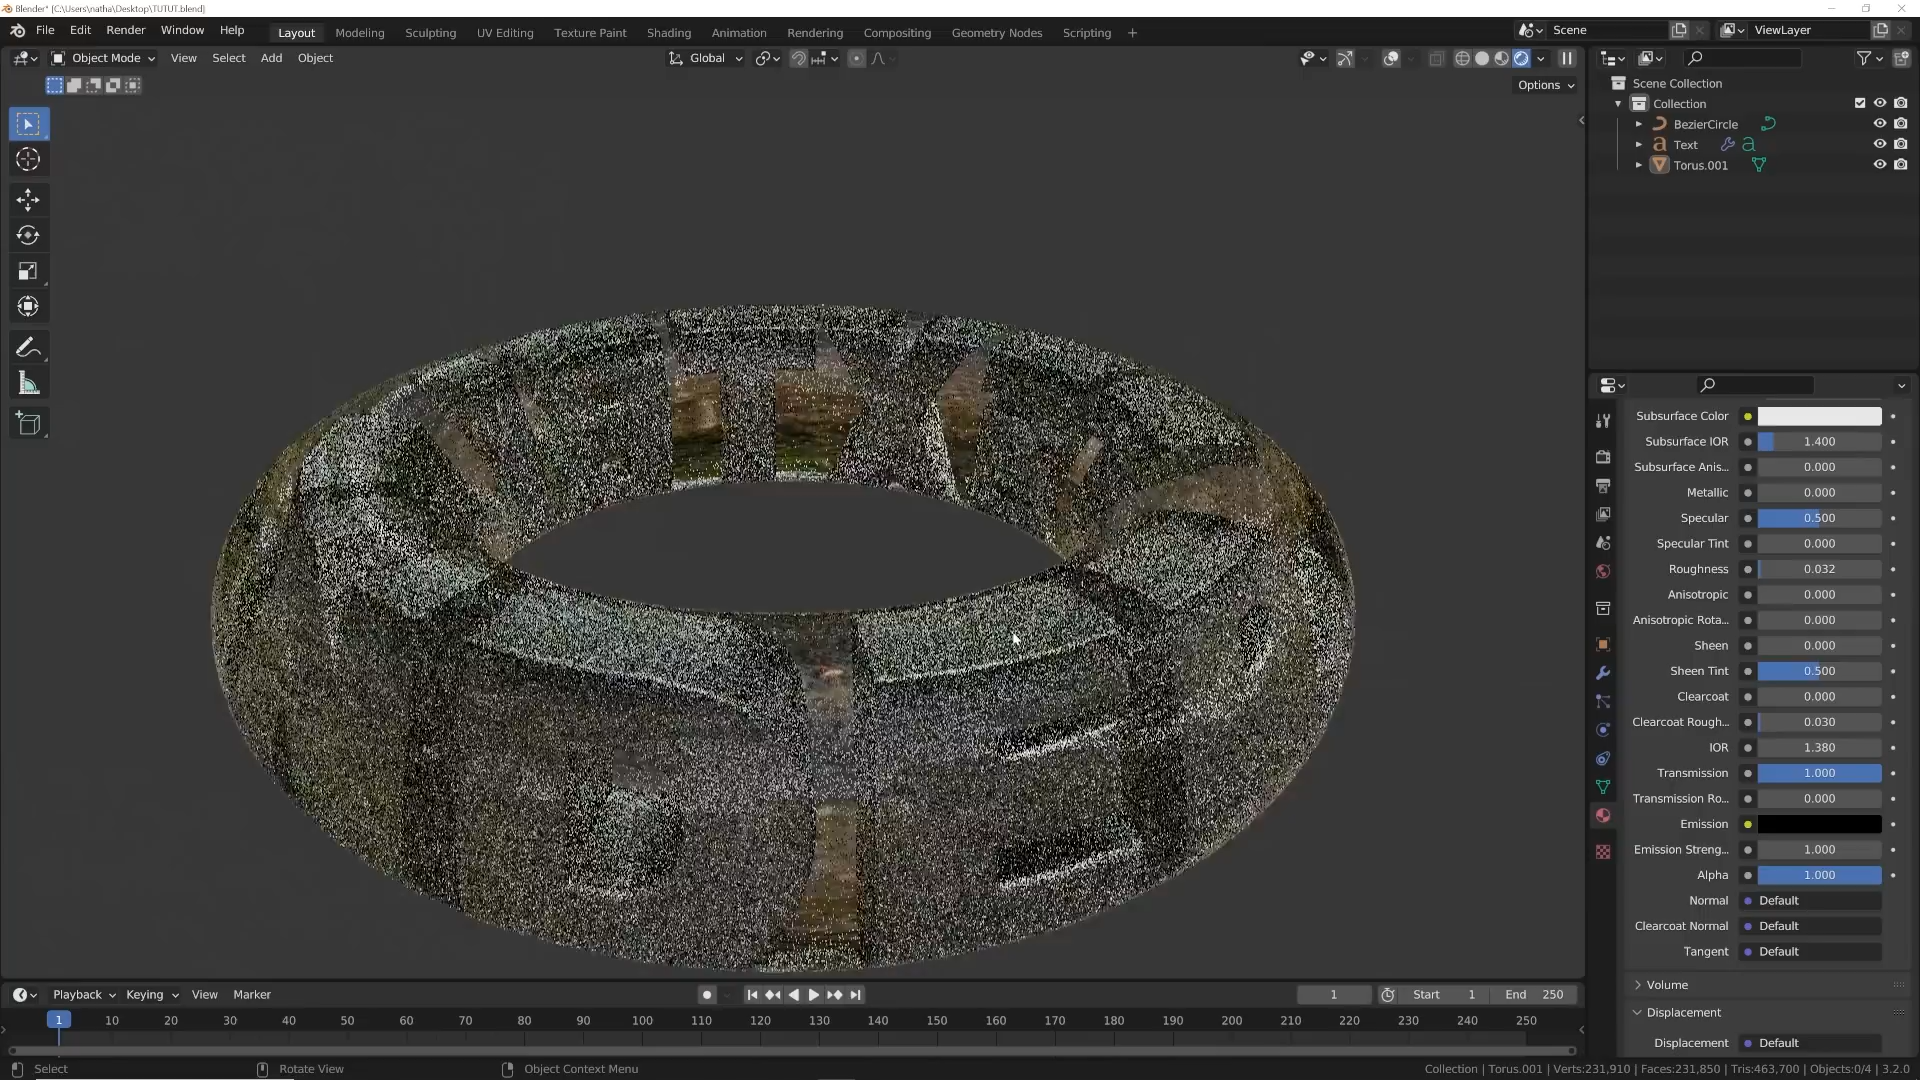 Blender* [C:\Users\natha\Desktop\TUTUT.blend]
File Edit Render Window Help Layout Modeling Sculpting UV Editing Texture Paint Shading Animation Rendering Compositing Geometry Nodes Scripting + Scene ViewLayer
Object Mode View Select Add Object Global
Options
Scene Collection
Collection
BezierCircle
Text
Torus.001
Subsurface Color
Subsurface IOR 1.400
Subsurface Anis... 0.000
Metallic 0.000
Specular 0.500
Specular Tint 0.000
Roughness 0.032
Anisotropic 0.000
Anisotropic Rota... 0.000
Sheen 0.000
Sheen Tint 0.500
Clearcoat 0.000
Clearcoat Rough... 0.030
IOR 1.380
Transmission 1.000
Transmission Ro... 0.000
Emission
Emission Streng... 1.000
Alpha 1.000
Normal Default
Clearcoat Normal Default
Tangent Default
Volume
Displacement
Displacement Default
Playback Keying View Marker 1 Start 1 End 250
1 10 20 30 40 50 60 70 80 90 100 110 120 130 140 150 160 170 180 190 200 210 220 230 240 250
Select Rotate View Object Context Menu Collection | Torus.001 | Verts:231,910 | Faces:231,850 | Tris:463,700 | Objects:0/4 | 3.2.0